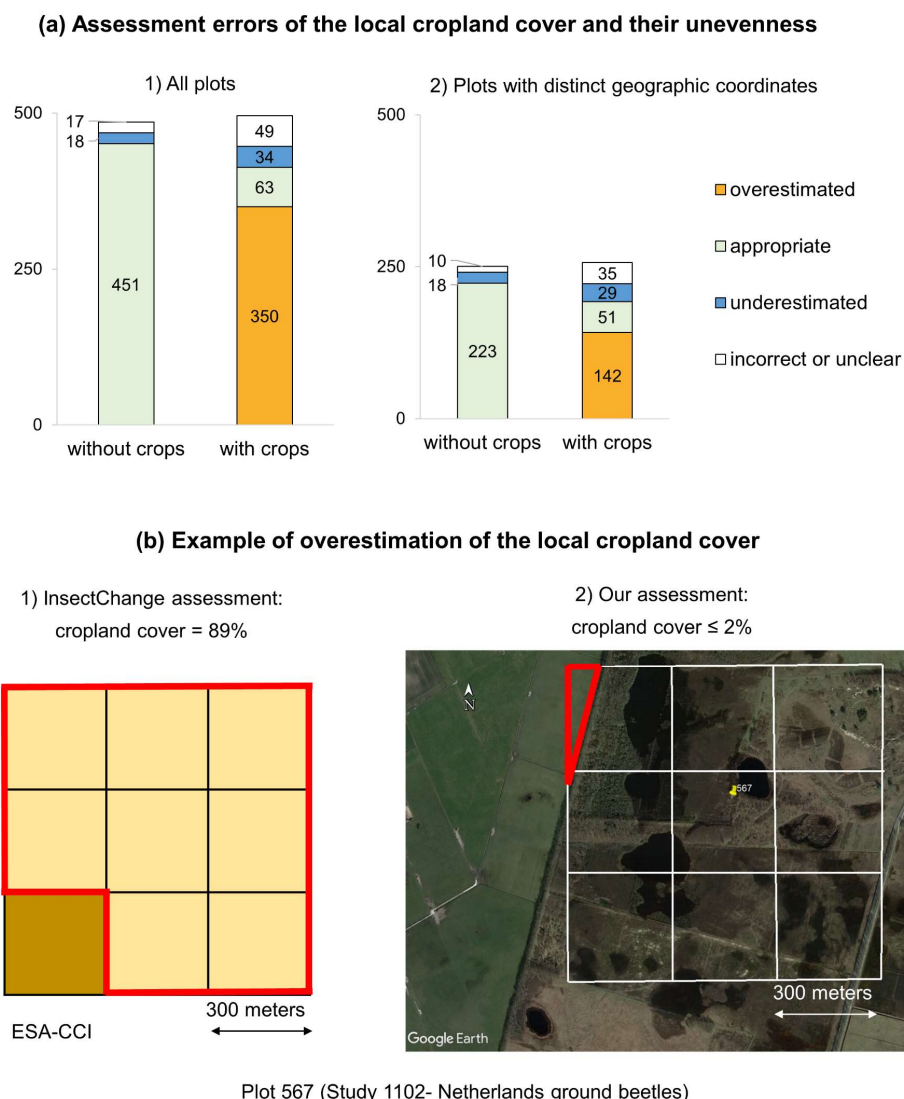 (a) Assessment errors of the local cropland cover and their unevenness
1) All plots
500
250
0
17
18
451
49
34
63
350
without crops
with crops
2) Plots with distinct geographic coordinates
500
250
0
10
18
223
35
29
51
142
without crops
with crops
overestimated
appropriate
underestimated
incorrect or unclear
(b) Example of overestimation of the local cropland cover
1) InsectChange assessment:
cropland cover = 89%
300 meters
ESA-CCI
2) Our assessment:
cropland cover ≤ 2%
N
567
300 meters
Google Earth
Plot 567 (Study 1102- Netherlands ground beetles)